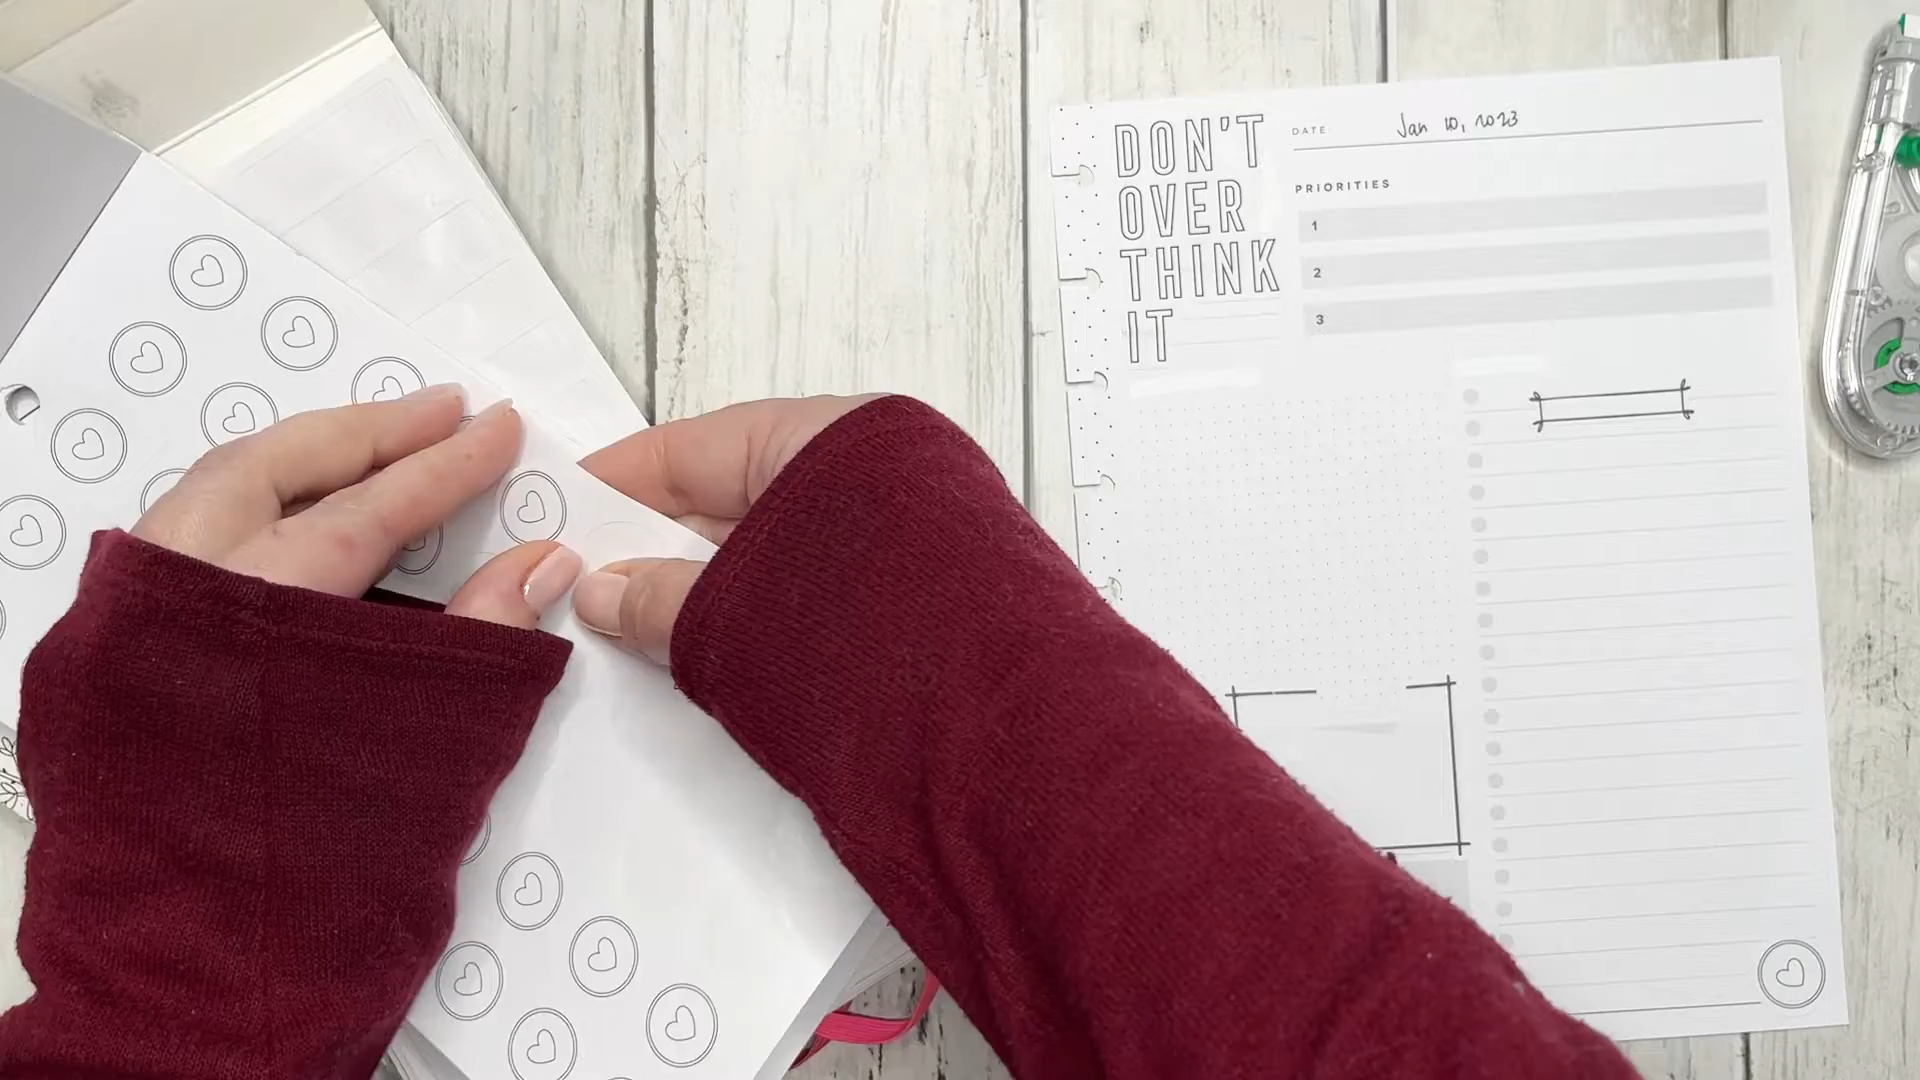 DON'T
OVER
THINK
IT
DATE: Jan 10, 2023
PRIORITIES
1
2
3